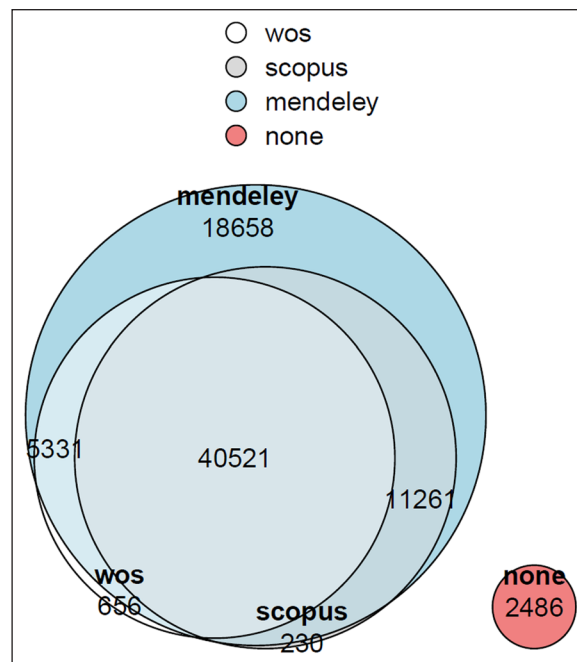 wos
scopus
mendeley
none
mendeley
18658
5331
40521
11261
wos
656
scopus
230
none
2486